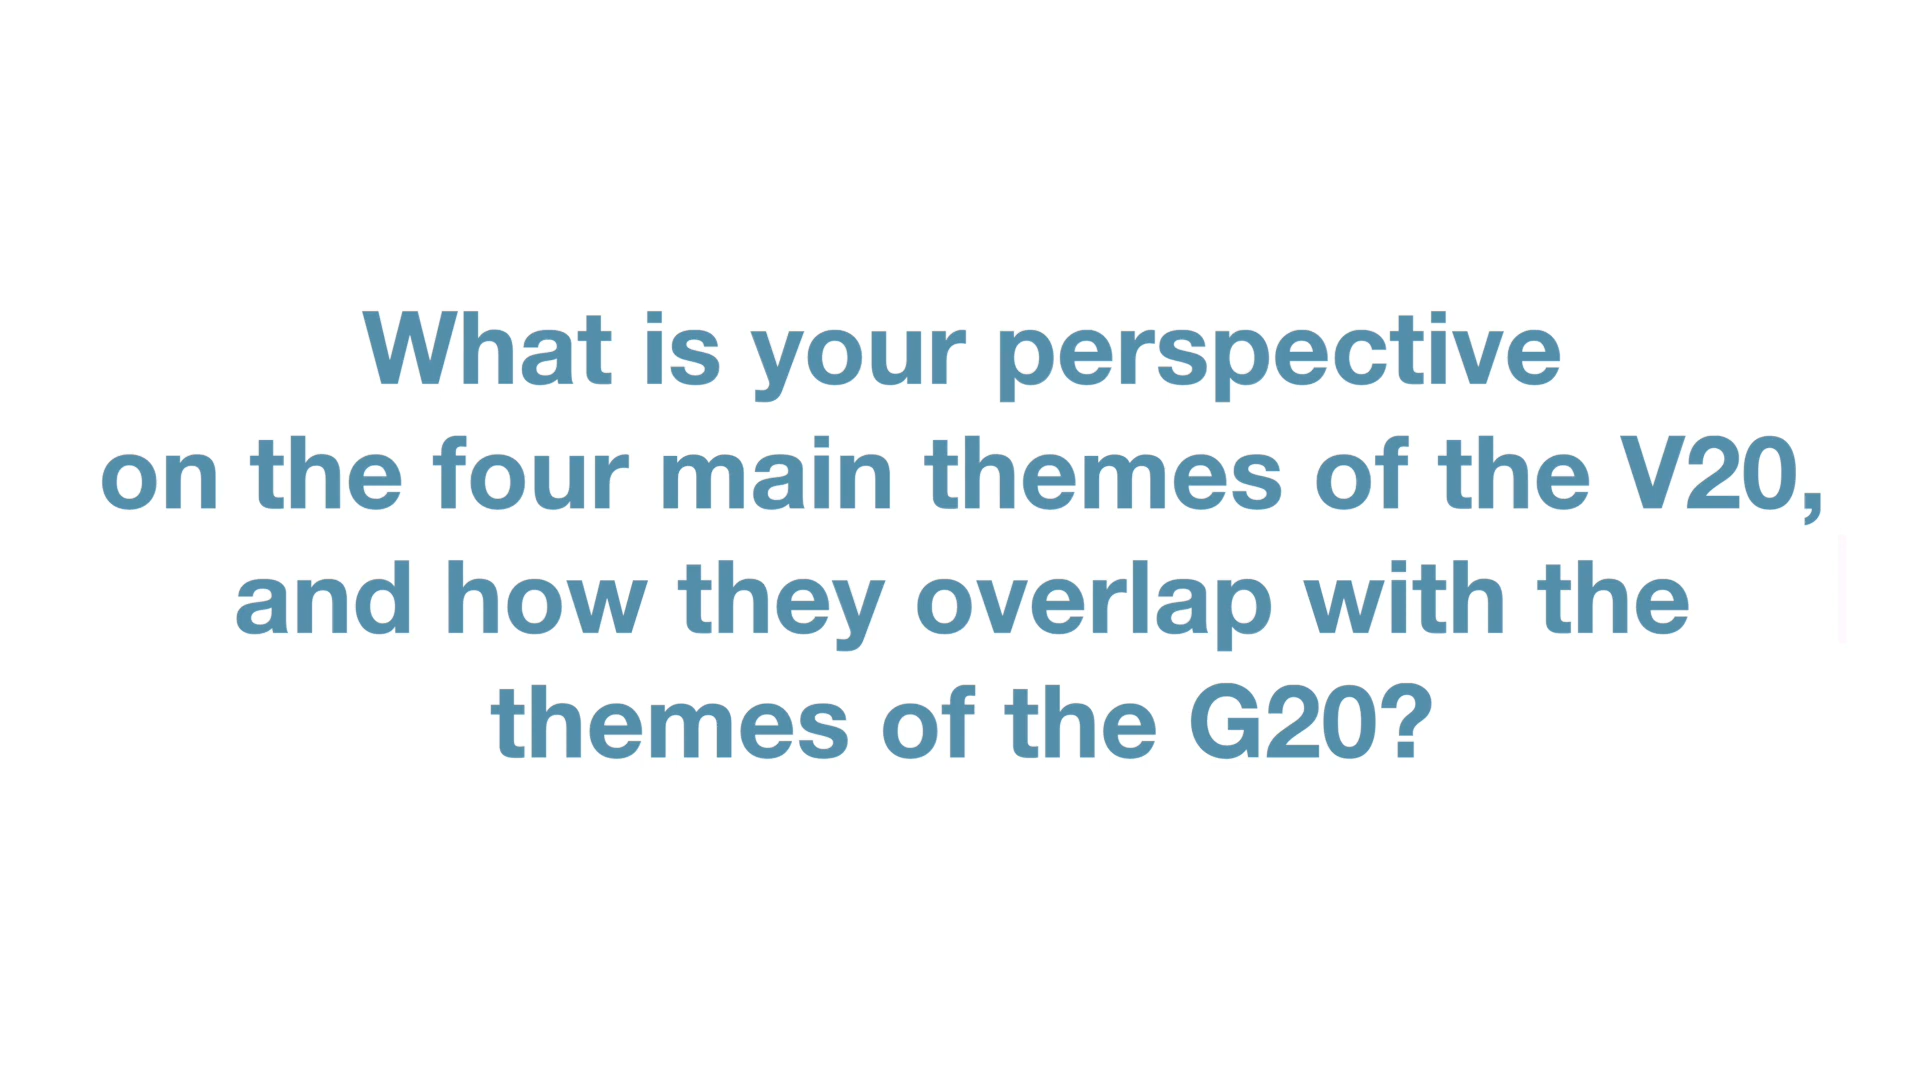 What is your perspective
on the four main themes of the V20,
and how they overlap with the
themes of the G20?